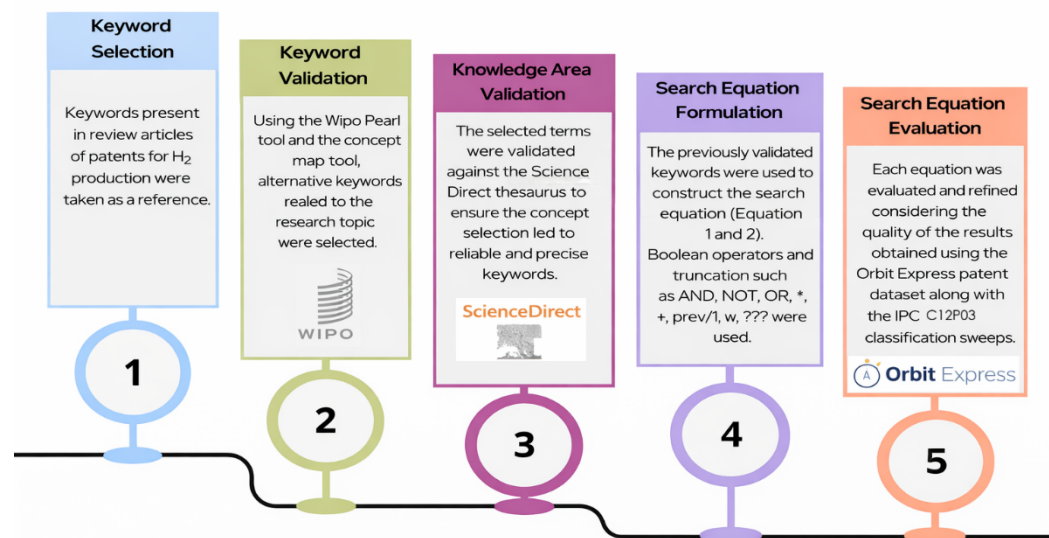 Keyword
Selection
Keywords present
in review articles
of patents for H₂
production were
taken as a reference.
1
Keyword
Validation
Using the Wipo Pearl
tool and the concept
map tool,
alternative keywords
realed to the
research topic
were selected.
WIPO
2
Knowledge Area
Validation
The selected terms
were validated
against the Science
Direct thesaurus to
ensure the concept
selection led to
reliable and precise
keywords.
ScienceDirect
3
Search Equation
Formulation
The previously validated
keywords were used to
construct the search
equation (Equation
1 and 2).
Boolean operators and
truncation such
as AND, NOT, OR, *,
+, prev/1, w, ??? were
used.
4
Search Equation
Evaluation
Each equation was
evaluated and refined
considering the
quality of the results
obtained using the
Orbit Express patent
dataset along with
the IPC C12P03
classification sweeps.
A Orbit Express
5